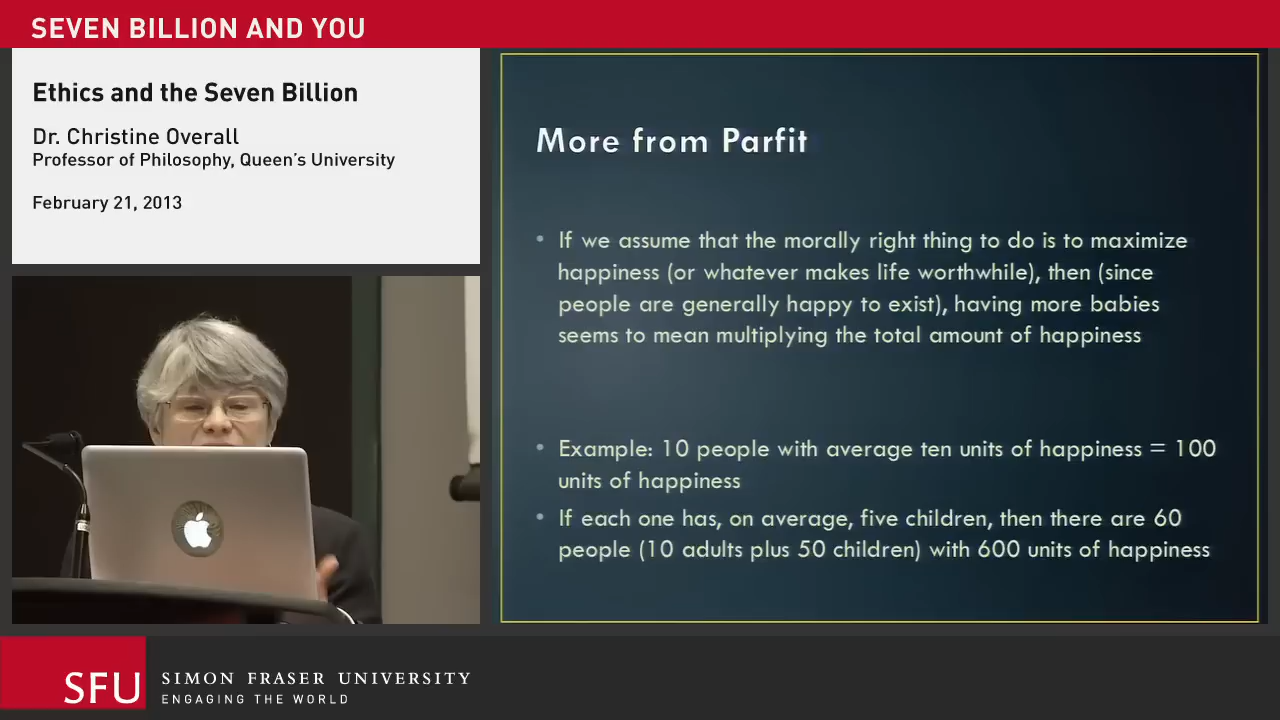 SEVEN BILLION AND YOU
Ethics and the Seven Billion
Dr. Christine Overall
Professor of Philosophy, Queen's University
February 21, 2013
More from Parfit
• If we assume that the morally right thing to do is to maximize
happiness (or whatever makes life worthwhile), then (since
people are generally happy to exist), having more babies
seems to mean multiplying the total amount of happiness
• Example: 10 people with average ten units of happiness = 100
units of happiness
• If each one has, on average, five children, then there are 60
people (10 adults plus 50 children) with 600 units of happiness
SFU
SIMON FRASER UNIVERSITY
ENGAGING THE WORLD